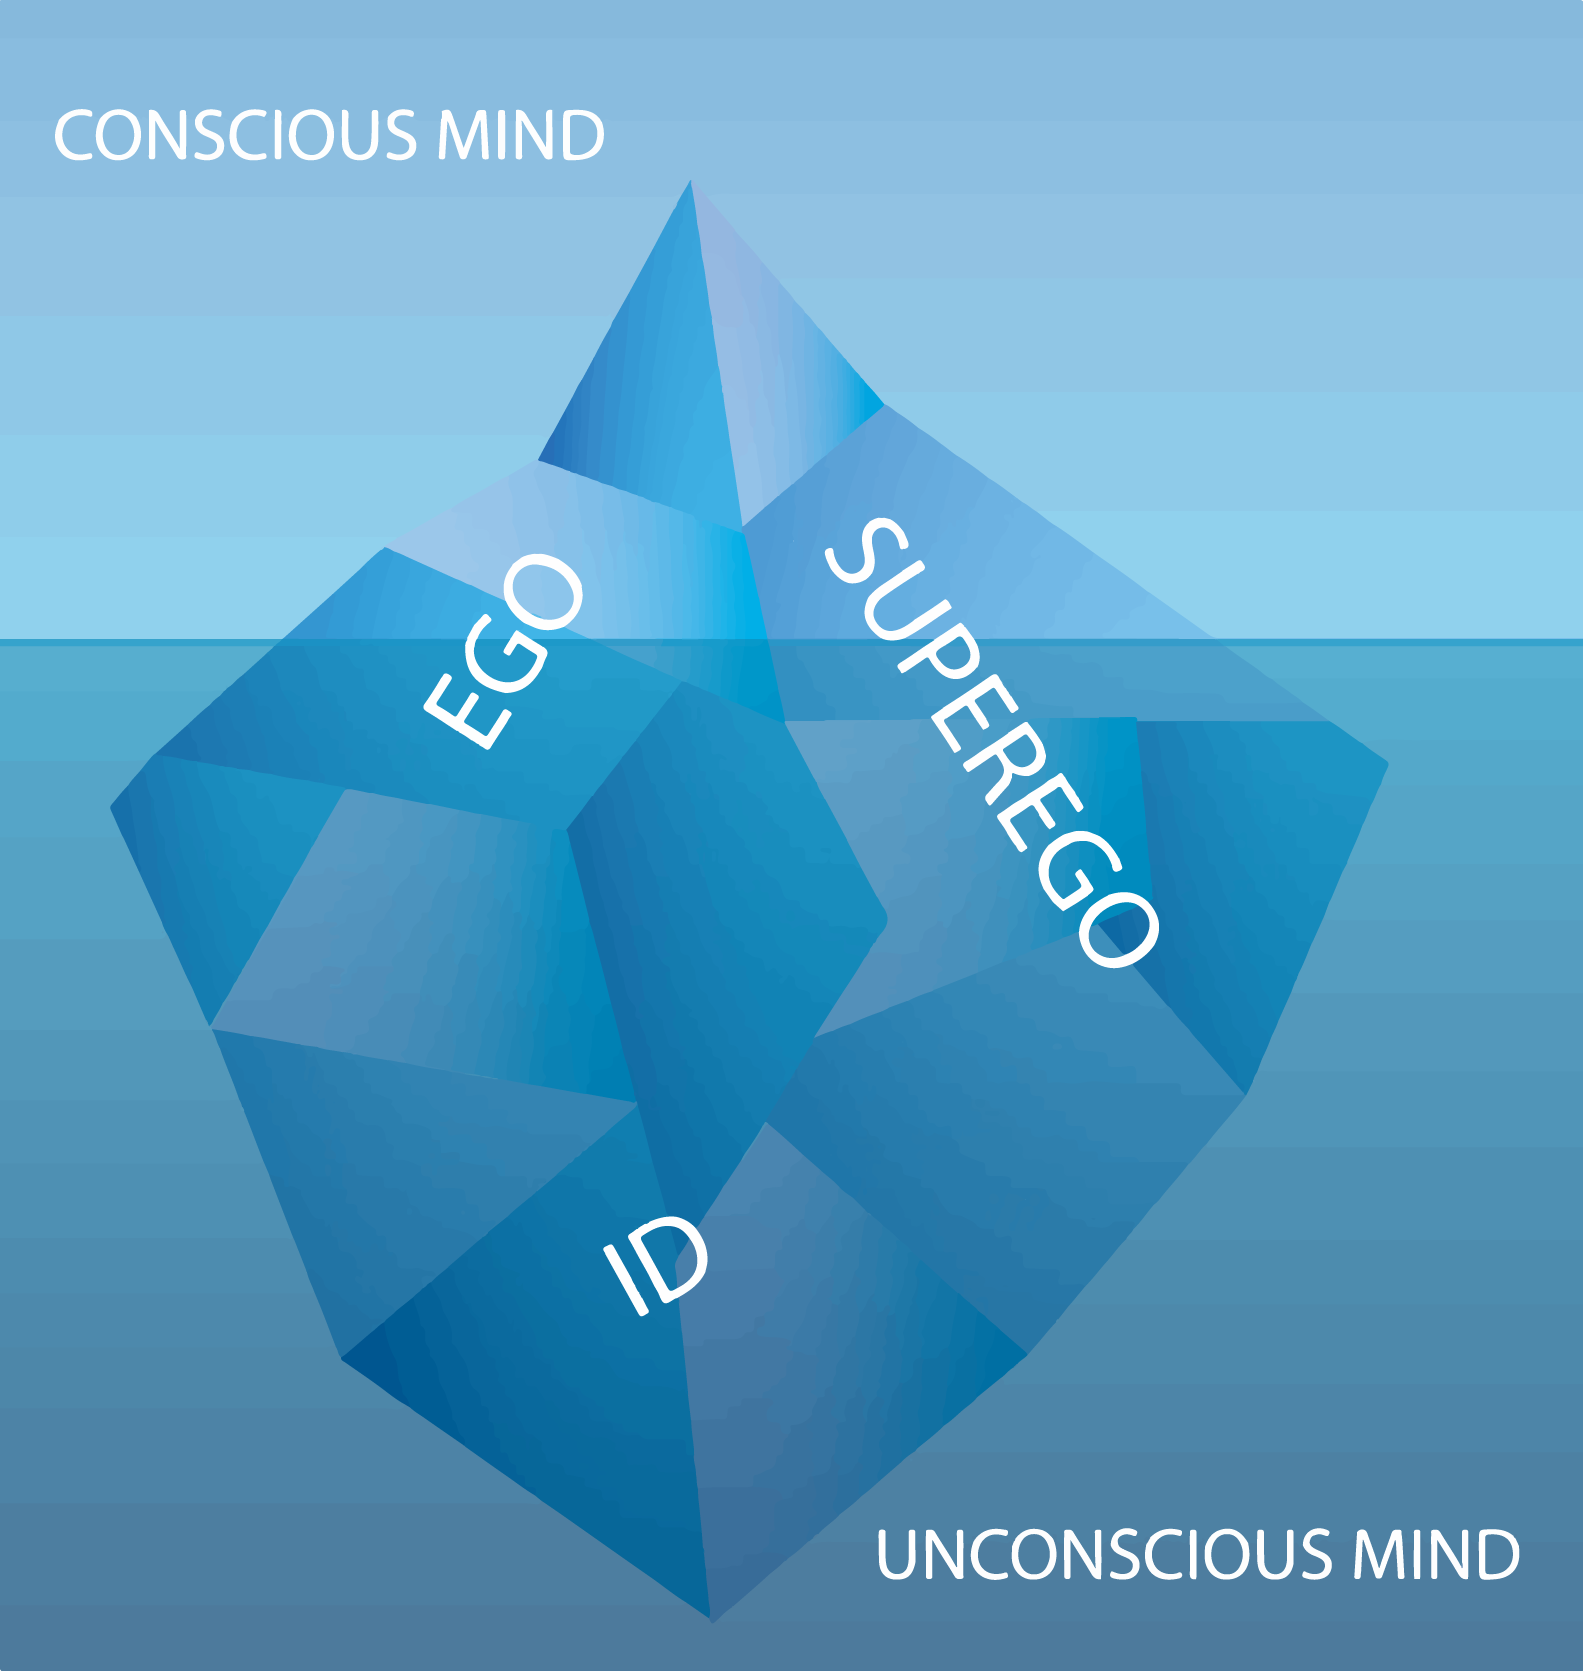 CONSCIOUS MIND
EGO
SUPEREGO
ID
UNCONSCIOUS MIND